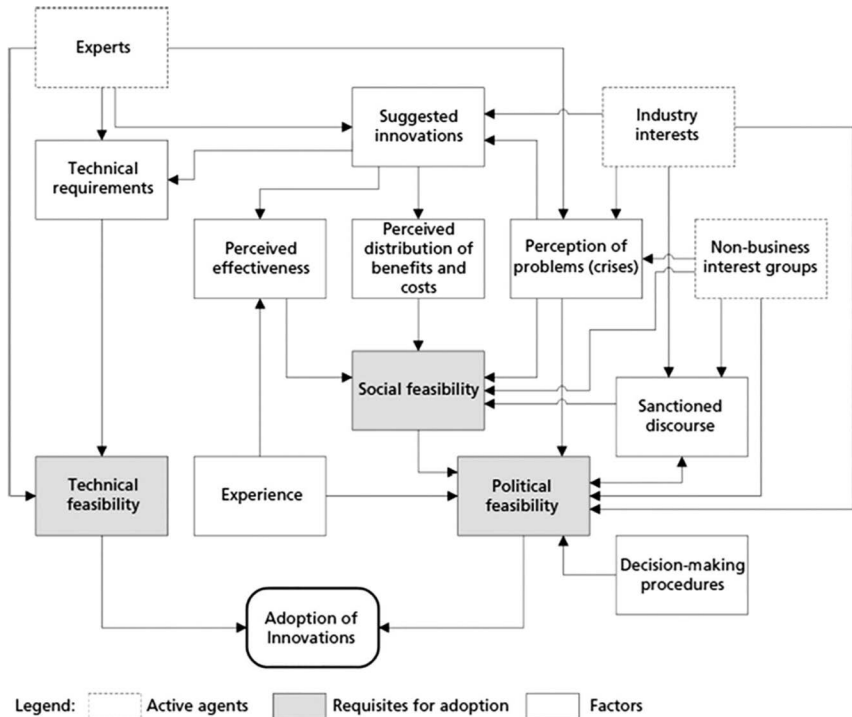 Experts
Suggested
innovations
Industry
interests
Technical
requirements
Perceived
effectiveness
Perceived
distribution of
benefits and
costs
Perception of
problems (crises)
Non-business
interest groups
Social feasibility
Sanctioned
discourse
Technical
feasibility
Experience
Political
feasibility
Decision-making
procedures
Adoption of
Innovations
Legend: Active agents Requisites for adoption Factors